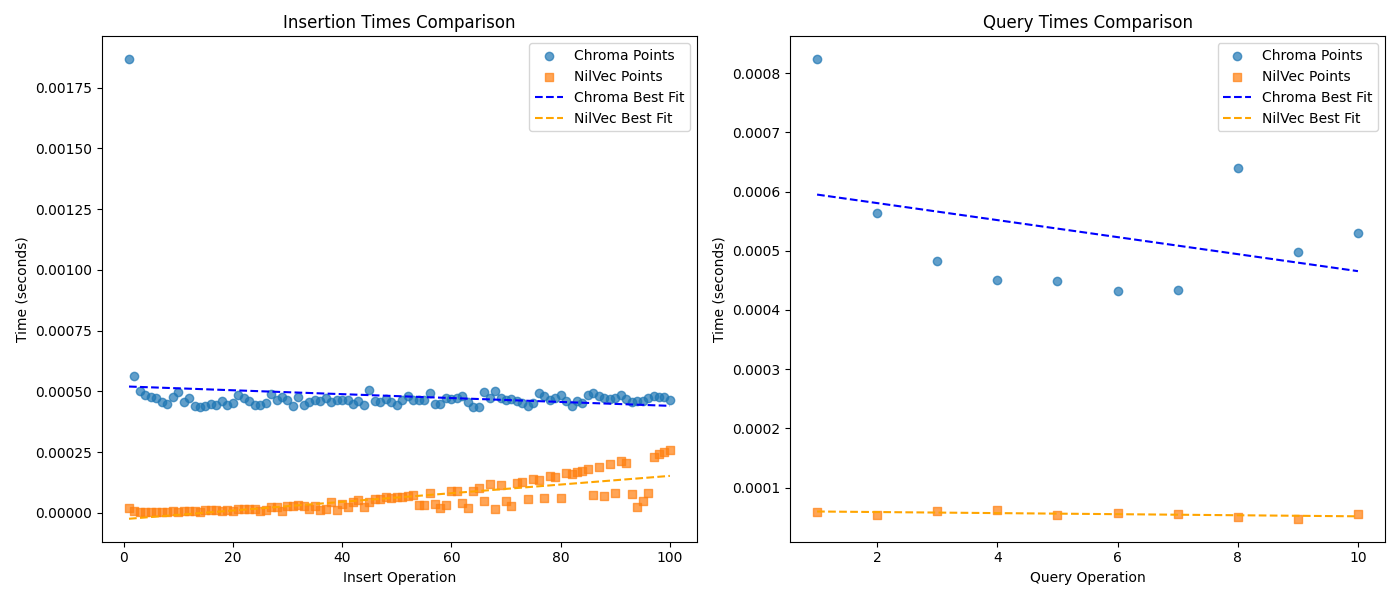 Insertion Times Comparison
Chroma Points
NilVec Points
Chroma Best Fit
NilVec Best Fit
0.00175
0.00150
0.00125
0.00100
0.00075
0.00050
0.00025
0.00000
Time (seconds)
0 20 40 60 80 100
Insert Operation
Query Times Comparison
Chroma Points
NilVec Points
Chroma Best Fit
NilVec Best Fit
0.0008
0.0007
0.0006
0.0005
0.0004
0.0003
0.0002
0.0001
Time (seconds)
2 4 6 8 10
Query Operation